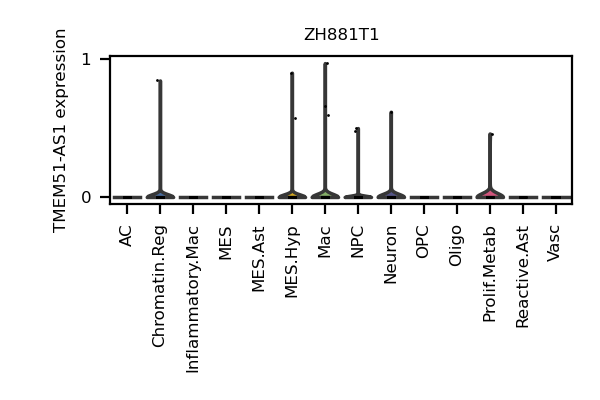 ZH881T1
TMEM51-AS1 expression
1
0
AC
Chromatin.Reg
Inflammatory.Mac
MES
MES.Ast
MES.Hyp
Mac
NPC
Neuron
OPC
Oligo
Prolif.Metab
Reactive.Ast
Vasc